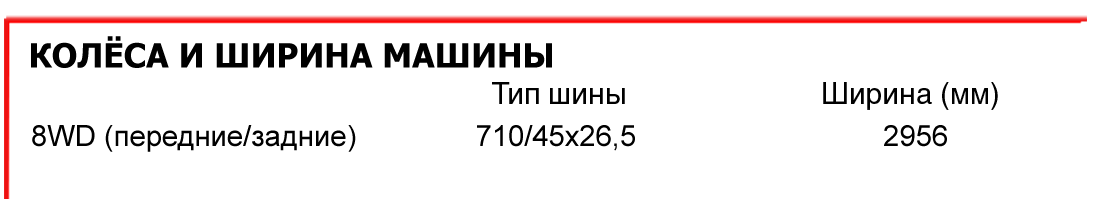 КОЛЁСА И ШИРИНА МАШИНЫ
Тип шины Ширина (мм)
8WD (передние/задние) 710/45x26,5 2956